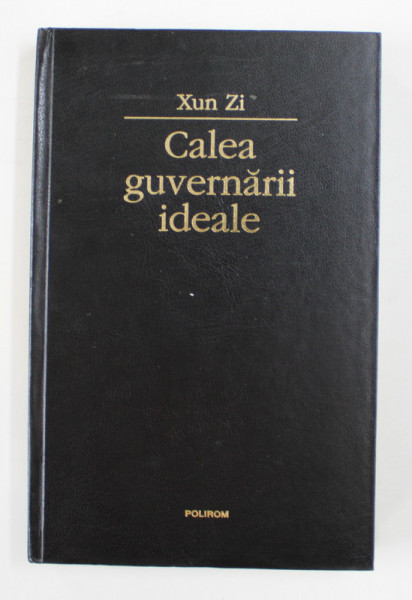 Xun Zi
Calea
guvernării
ideale
POLIROM